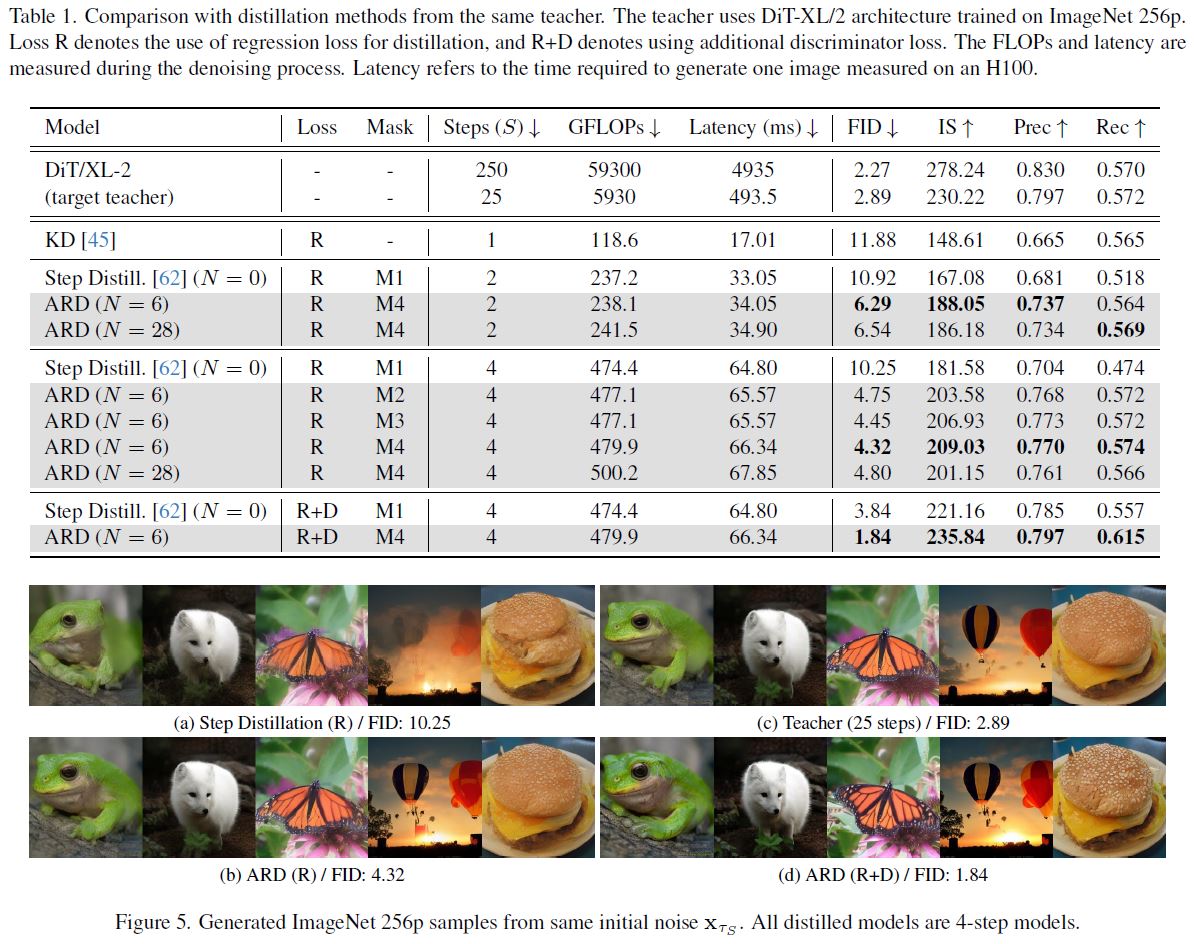 Table 1. Comparison with distillation methods from the same teacher. The teacher uses DiT-XL/2 architecture trained on ImageNet 256p.
Loss R denotes the use of regression loss for distillation, and R+D denotes using additional discriminator loss. The FLOPs and latency are
measured during the denoising process. Latency refers to the time required to generate one image measured on an H100.
Model Loss Mask Steps (S) ↓ GFLOPs ↓ Latency (ms) ↓ FID ↓ IS ↑ Prec ↑ Rec ↑
DiT/XL-2 - - 250 59300 4935 2.27 278.24 0.830 0.570
(target teacher) - - 25 5930 493.5 2.89 230.22 0.797 0.572
KD [45] R - 1 118.6 17.01 11.88 148.61 0.665 0.565
Step Distill. [62] (N = 0) R M1 2 237.2 33.05 10.92 167.08 0.681 0.518
ARD (N = 6) R M4 2 238.1 34.05 6.29 188.05 0.737 0.564
ARD (N = 28) R M4 2 241.5 34.90 6.54 186.18 0.734 0.569
Step Distill. [62] (N = 0) R M1 4 474.4 64.80 10.25 181.58 0.704 0.474
ARD (N = 6) R M2 4 477.1 65.57 4.75 203.58 0.768 0.572
ARD (N = 6) R M3 4 477.1 65.57 4.45 206.93 0.773 0.572
ARD (N = 6) R M4 4 479.9 66.34 4.32 209.03 0.770 0.574
ARD (N = 28) R M4 4 500.2 67.85 4.80 201.15 0.761 0.566
Step Distill. [62] (N = 0) R+D M1 4 474.4 64.80 3.84 221.16 0.785 0.557
ARD (N = 6) R+D M4 4 479.9 66.34 1.84 235.84 0.797 0.615
(a) Step Distillation (R) / FID: 10.25
(c) Teacher (25 steps) / FID: 2.89
(b) ARD (R) / FID: 4.32
(d) ARD (R+D) / FID: 1.84
Figure 5. Generated ImageNet 256p samples from same initial noise x_{τ_S}. All distilled models are 4-step models.